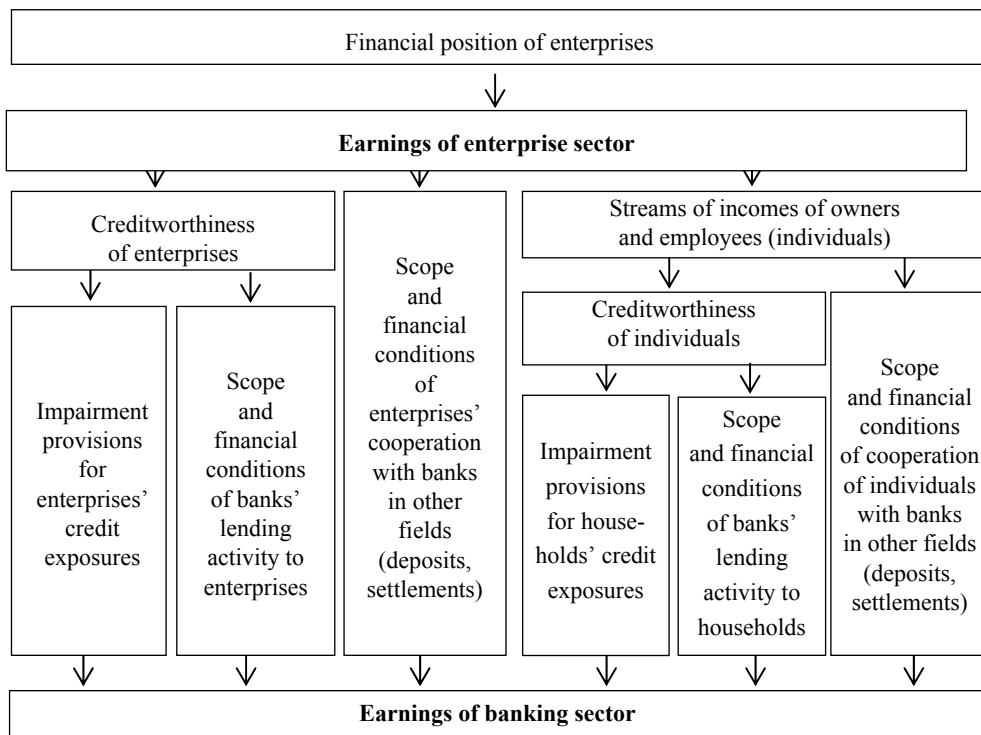 Financial position of enterprises
Earnings of enterprise sector
Creditworthiness
of enterprises
Impairment
provisions
for
enterprises’
credit
exposures
Scope
and
financial
conditions
of banks’
lending
activity to
enterprises
Scope
and
financial
conditions
of
enterprises’
cooperation
with banks
in other
fields
(deposits,
settlements)
Streams of incomes of owners
and employees (individuals)
Creditworthiness
of individuals
Impairment
provisions
for house-
holds’ credit
exposures
Scope
and financial
conditions
of banks’
lending
activity to
households
Scope
and financial
conditions
of cooperation
of individuals
with banks
in other fields
(deposits,
settlements)
Earnings of banking sector